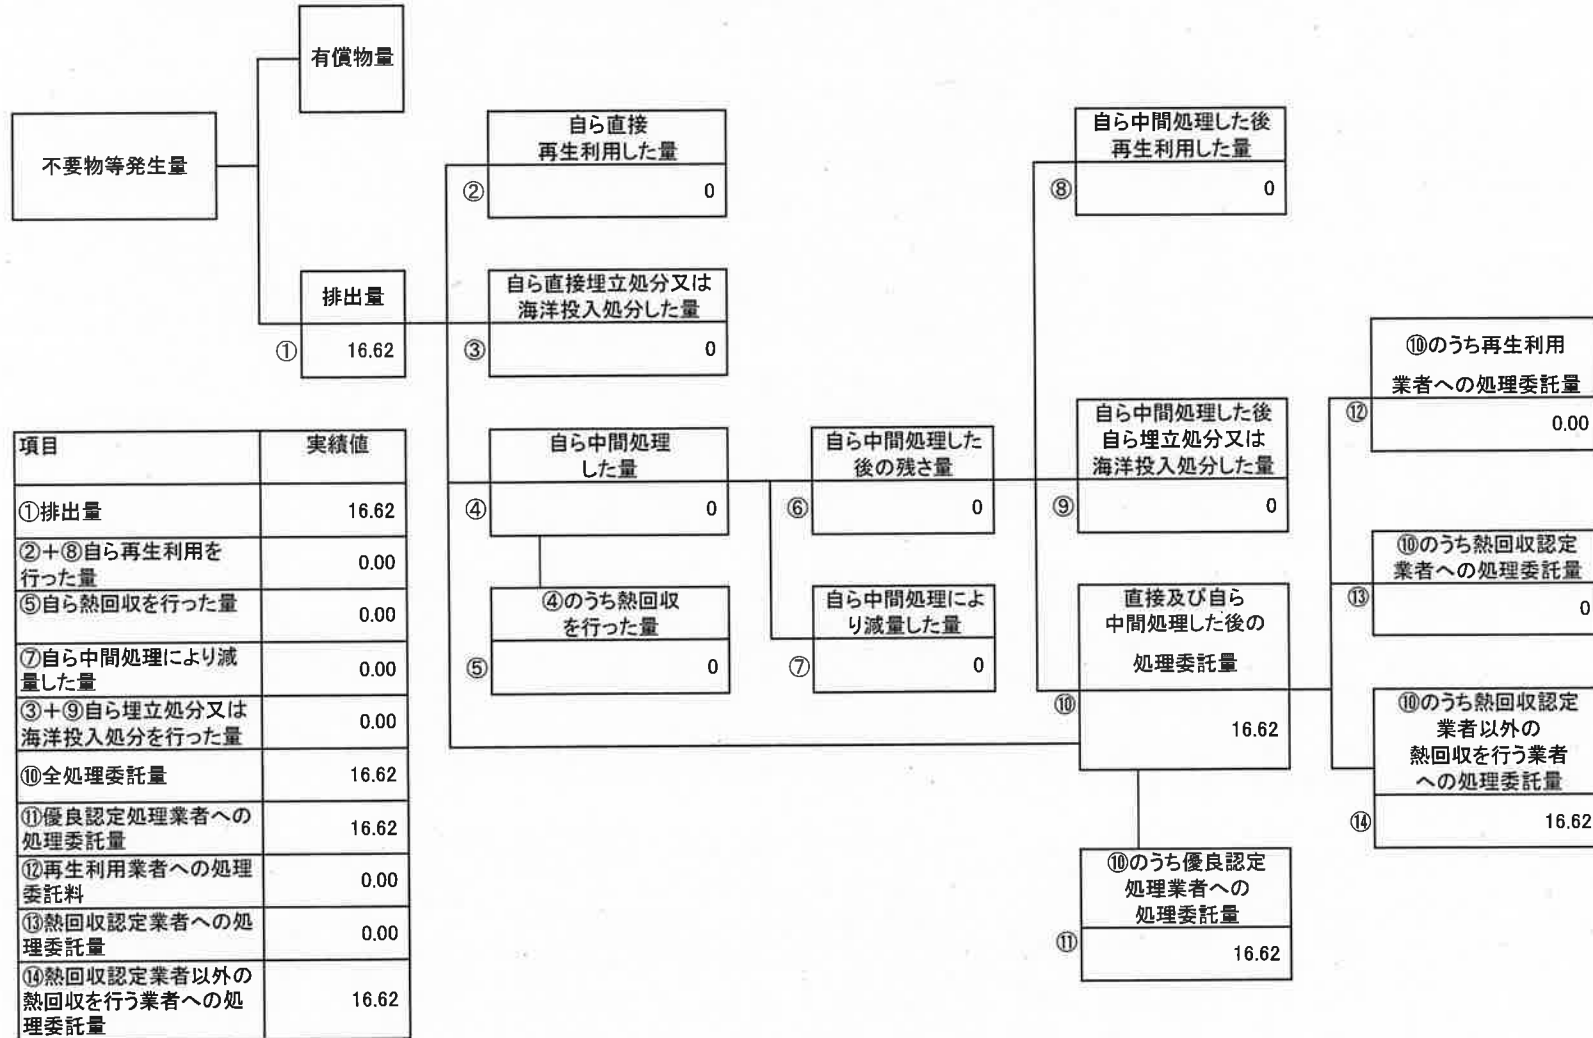 有償物量
不要物等発生量
排出量
① 16.62
自ら直接
再生利用した量
② 0
自ら直接埋立処分又は
海洋投入処分した量
③ 0
自ら中間処理
した量
④ 0
④のうち熱回収
を行った量
⑤ 0
自ら中間処理した
後の残さ量
⑥ 0
自ら中間処理によ
り減量した量
⑦ 0
自ら中間処理した後
再生利用した量
⑧ 0
自ら中間処理した後
自ら埋立処分又は
海洋投入処分した量
⑨ 0
直接及び自ら
中間処理した後の
処理委託量
⑩ 16.62
⑩のうち優良認定
処理業者への
処理委託量
⑪ 16.62
⑩のうち再生利用
業者への処理委託量
⑫ 0.00
⑩のうち熱回収認定
業者への処理委託量
⑬ 0
⑩のうち熱回収認定
業者以外の
熱回収を行う業者
への処理委託量
⑭ 16.62
項目 実績値
①排出量 16.62
②+⑧自ら再生利用を
行った量 0.00
⑤自ら熱回収を行った量 0.00
⑦自ら中間処理により減
量した量 0.00
③+⑨自ら埋立処分又は
海洋投入処分を行った量 0.00
⑩全処理委託量 16.62
⑪優良認定処理業者への
処理委託量 16.62
⑫再生利用業者への処理
委託料 0.00
⑬熱回収認定業者への処
理委託量 0.00
⑭熱回収認定業者以外の
熱回収を行う業者への処
理委託量 16.62